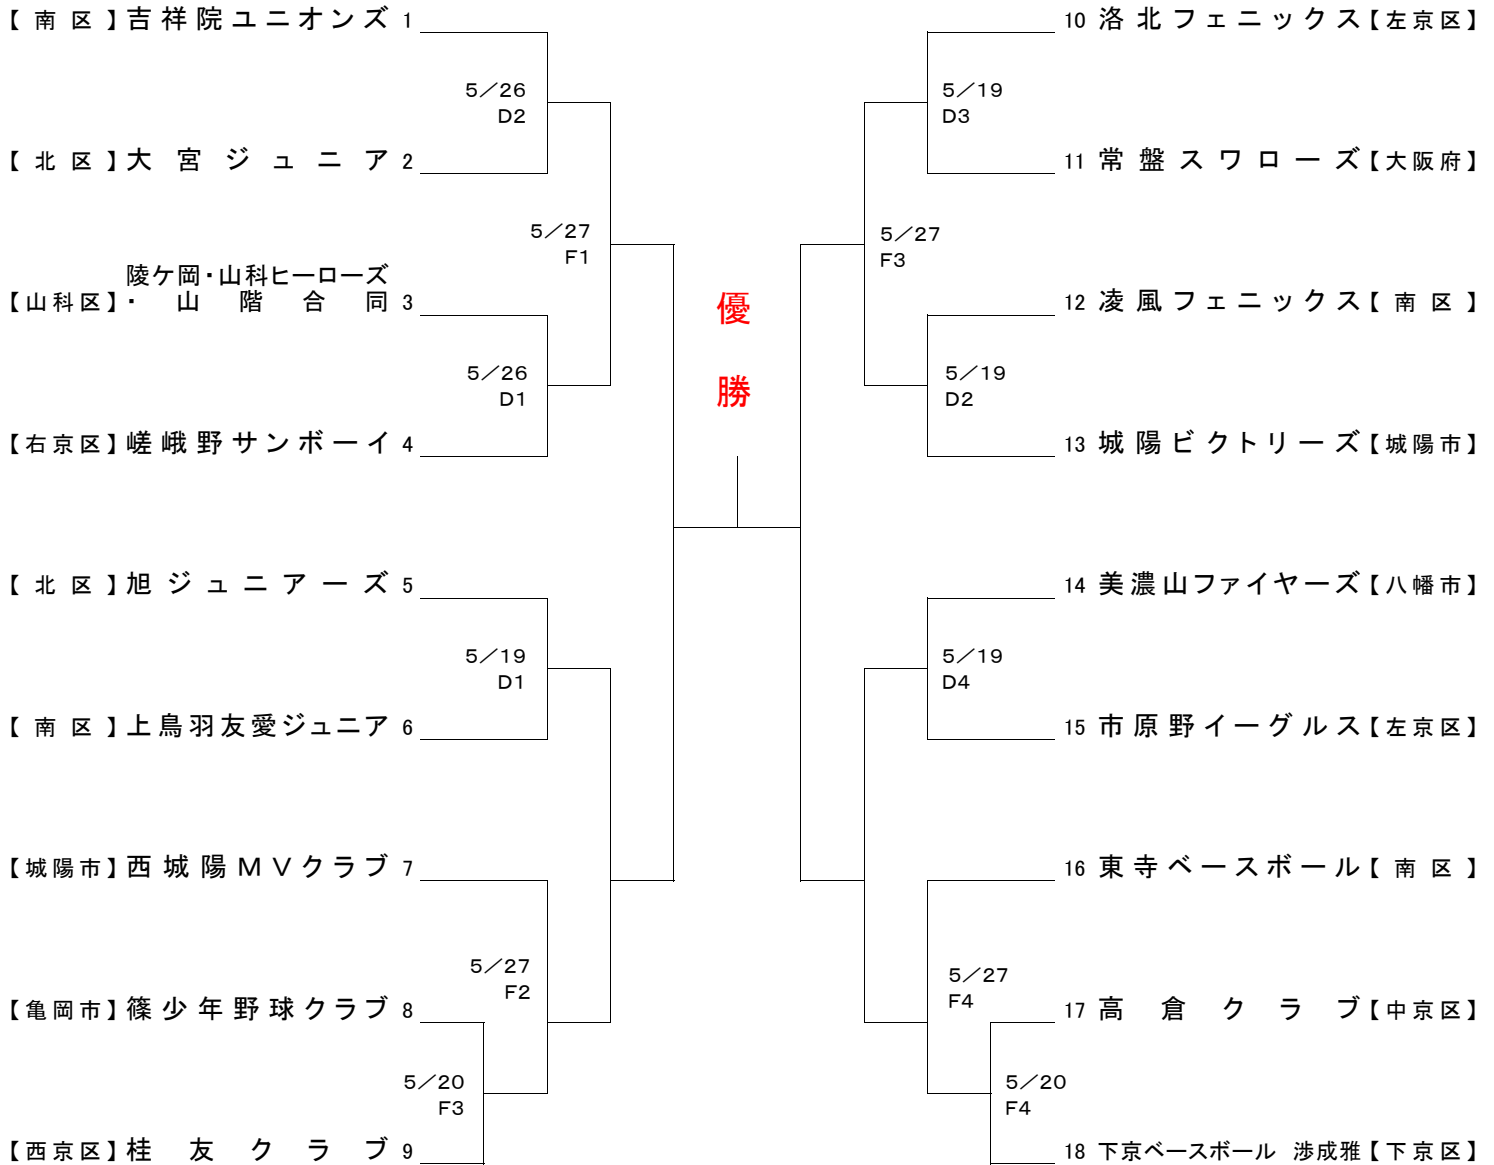 【南区】吉祥院ユニオンズ 1
5／26
D2
【北区】大宮ジュニア 2
5／27
F1
陵ケ岡・山科ヒーローズ
【山科区】・山階合同 3
5／26
D1
【右京区】嵯峨野サンボーイ 4
【北区】旭ジュニアーズ 5
5／19
D1
【南区】上鳥羽友愛ジュニア 6
【城陽市】西城陽ＭＶクラブ 7
5／27
F2
【亀岡市】篠少年野球クラブ 8
5／20
F3
【西京区】桂友クラブ 9
優
勝
10 洛北フェニックス【左京区】
5／19
D3
11 常盤スワローズ【大阪府】
5／27
F3
12 凌風フェニックス【南区】
5／19
D2
13 城陽ビクトリーズ【城陽市】
14 美濃山ファイヤーズ【八幡市】
5／19
D4
15 市原野イーグルス【左京区】
16 東寺ベースボール【南区】
5／27
F4
17 高倉クラブ【中京区】
5／20
F4
18 下京ベースボール 渉成雅【下京区】